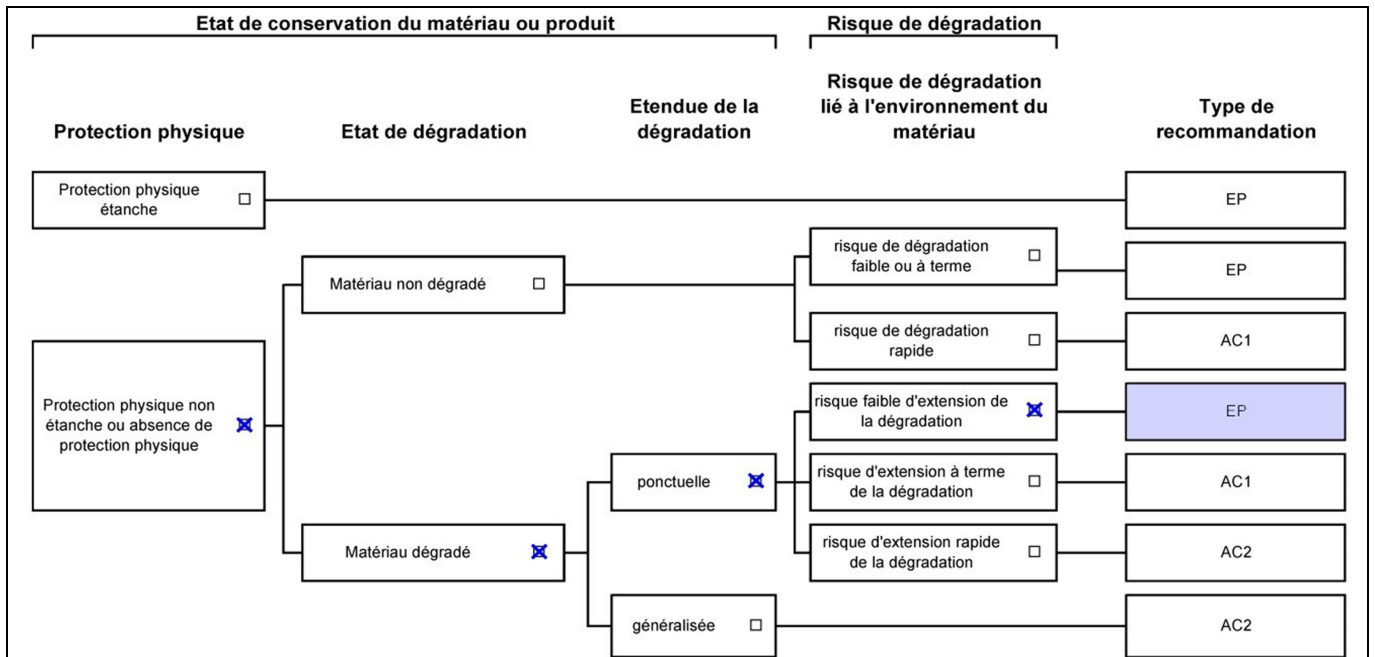 Etat de conservation du matériau ou produit
Risque de dégradation
Protection physique
Etat de dégradation
Etendue de la
dégradation
Risque de dégradation
lié à l'environnement du
matériau
Type de
recommandation
Protection physique
étanche
EP
risque de dégradation
faible ou à terme
EP
Matériau non dégradé
risque de dégradation
rapide
AC1
Protection physique non
étanche ou absence de
protection physique
risque faible d'extension de
la dégradation
EP
ponctuelle
risque d'extension à terme
de la dégradation
AC1
Matériau dégradé
risque d'extension rapide
de la dégradation
AC2
généralisée
AC2